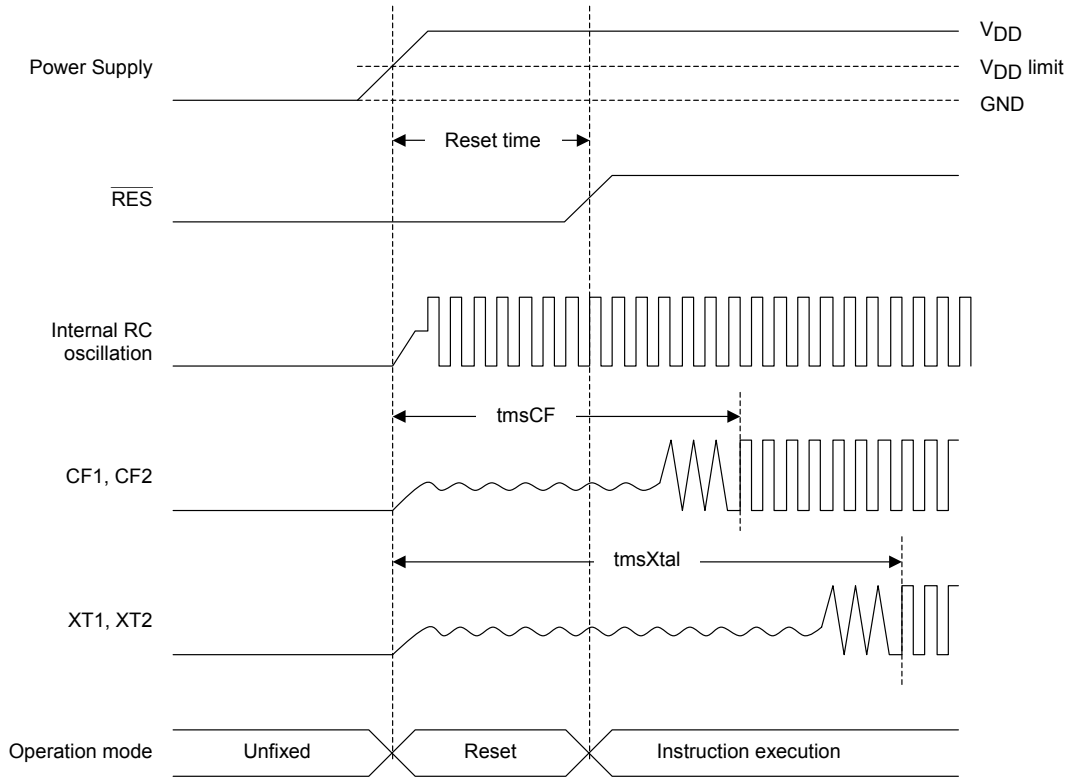 Power Supply
VDD
VDD limit
GND
Reset time
RES
Internal RC
oscillation
tmsCF
CF1, CF2
tmsXtal
XT1, XT2
Operation mode
Unfixed
Reset
Instruction execution